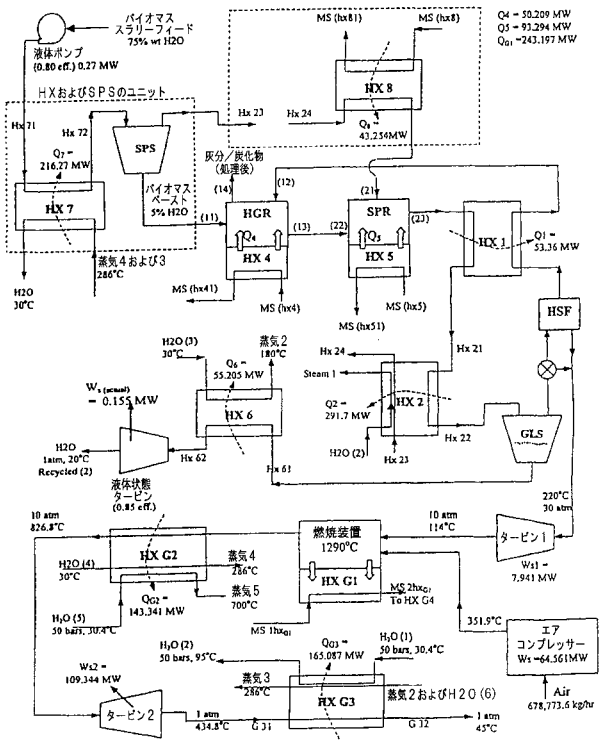 バイオマス
スラリーフィード
75% wt H2O
液体ポンプ
(0.80 eff.) 0.27 MW
MS (hx81)
MS (hx8)
Q4 = 50.209 MW
Q5 = 93.294 MW
QG1 =243.197 MW
HXおよびSPSのユニット
Hx 71
Hx 72
SPS
Hx 23
Hx 24
HX 8
Q8 =
43.254MW
Q7 =
216.27 MW
HX 7
バイオマス
ペースト
5% H2O
灰分/炭化物
(処理後)
(14)
(12)
(11)
HGR
Q4
HX 4
(13)
(21)
(22)
SPR
Q5
HX 5
(23)
HX 1
Q1 =
53.36 MW
H2O
30°C
蒸気4および3
286°C
MS (hx41)
MS (hx4)
MS (hx51)
MS (hx5)
HSF
H2O (3)
30°C
蒸気2
180°C
Q6 =
55.205 MW
HX 6
Hx 24
Steam 1
Q2 =
291.7 MW
HX 2
Hx 21
Hx 22
H2O (2)
Hx 23
GLS
Ws (actual)
= 0.155 MW
H2O
1atm, 20°C
Recycled (2)
Hx 62
Hx 61
液体状態
タービン
(0.85 eff.)
220°C
30 atm
10 atm
826.8°C
HX G2
H2O (4)
30°C
蒸気4
286°C
蒸気5
700°C
QG2 =
143.341 MW
H2O (5)
50 bars, 30.4°C
燃焼装置
1290°C
HX G1
10 atm
114°C
タービン1
Ws1 =
7.941 MW
MS 1hxG1
MS 2hxG1
To HX G4
351.9°C
エア
コンプレッサー
Ws =64.561MW
Air
678,773.6 kg/hr
H2O (2)
50 bars, 95°C
QG3 =
165.087 MW
H2O (1)
50 bars, 30.4°C
蒸気3
286°C
蒸気2およびH2O (6)
HX G3
Ws2 =
109.344 MW
タービン2
1 atm
434.8°C
G 31
G 32
1 atm
45°C